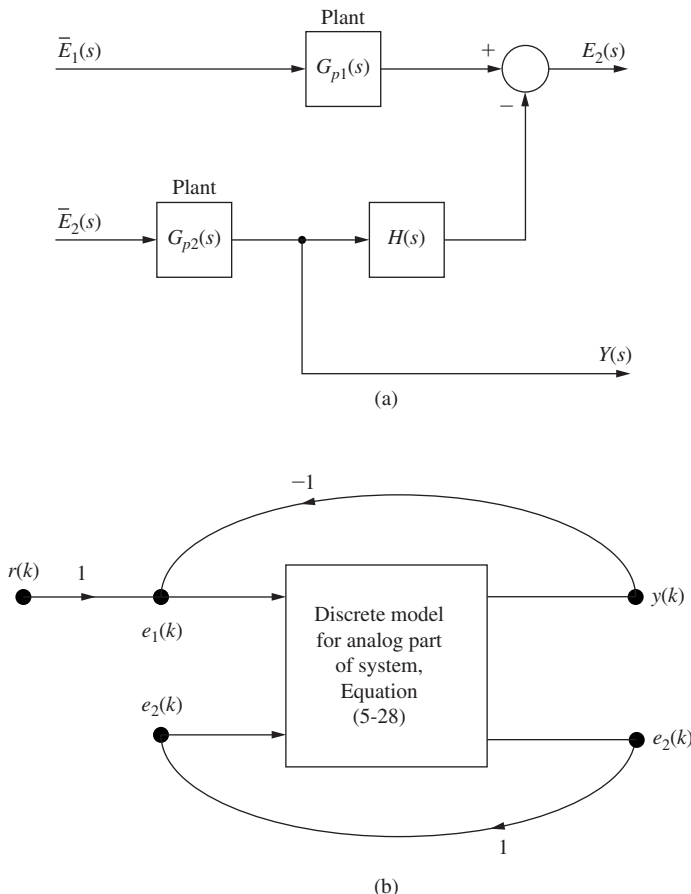 Plant
Ē₁(s)
Gₚ₁(s)
+
E₂(s)
−
Plant
Ē₂(s)
Gₚ₂(s)
H(s)
Y(s)
(a)
−1
r(k)
1
e₁(k)
y(k)
Discrete model
for analog part
of system,
Equation
(5-28)
e₂(k)
e₂(k)
1
(b)